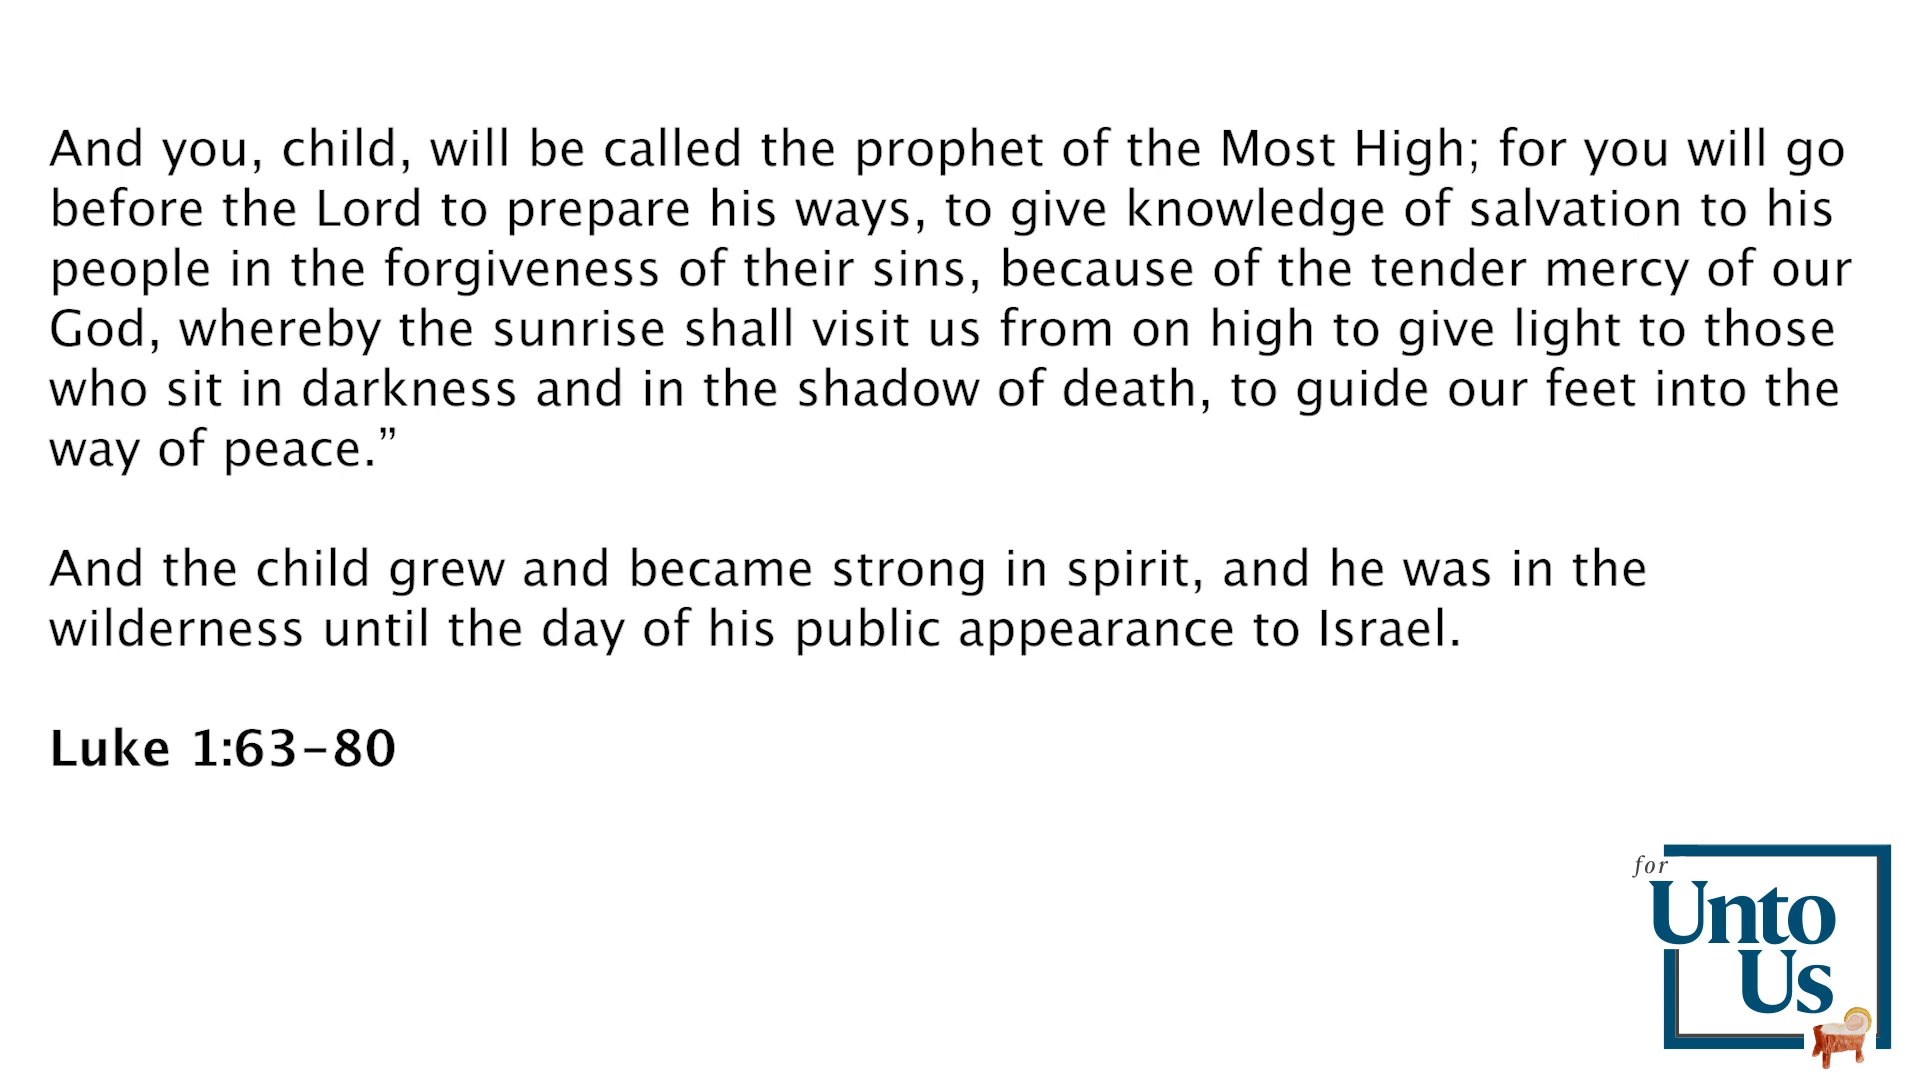 And you, child, will be called the prophet of the Most High; for you will go
before the Lord to prepare his ways, to give knowledge of salvation to his
people in the forgiveness of their sins, because of the tender mercy of our
God, whereby the sunrise shall visit us from on high to give light to those
who sit in darkness and in the shadow of death, to guide our feet into the
way of peace.”
And the child grew and became strong in spirit, and he was in the
wilderness until the day of his public appearance to Israel.
Luke 1:63–80
for
Unto
Us